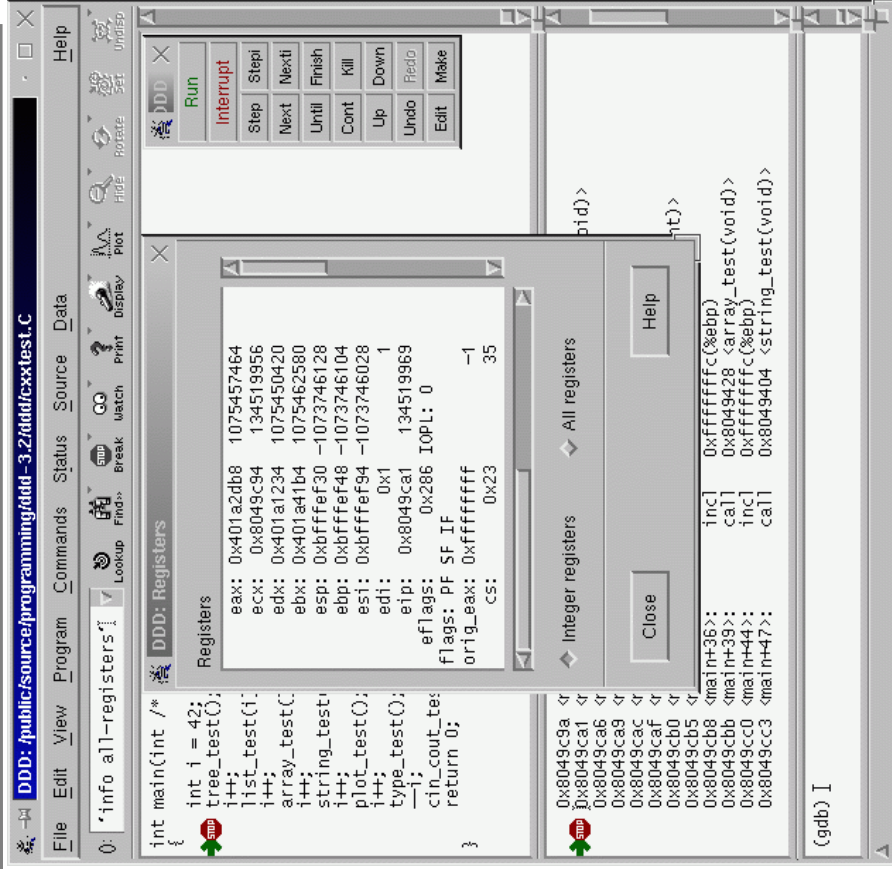 DDD: /public/source/programming/ddd-3.2/ddd/cxxtest.C
File Edit View Program Commands Status Source Data Help
(): 'info all-registers'
Lookup Find>> Break Watch Print Display Plot Hide Rotate Set Undisp
int main(int /*
{
int i = 42;
tree_test();
i++;
list_test(i
i++;
array_test(
i++;
string_test
i++;
plot_test();
i++;
type_test();
--i;
cin_cout_tes
return 0;
}
DDD
Run
Interrupt
Step Stepi
Next Nexti
Until Finish
Cont Kill
Up Down
Undo Redo
Edit Make
DDD: Registers
Registers
eax: 0x401a2db8 1075457464
ecx: 0x8049c94 134519956
edx: 0x401a1234 1075450420
ebx: 0x401a41b4 1075462580
esp: 0xbfffef30 -1073746128
ebp: 0xbfffef48 -1073746104
esi: 0xbfffef94 -1073746028
edi: 0x1 1
eip: 0x8049ca1 134519969
eflags: 0x286 IOPL: 0
flags: PF SF IF
orig_eax: 0xffffffff -1
cs: 0x23 35
Integer registers All registers
Close Help
0x8049c9a
0x8049ca1 oid)>
0x8049ca6
0x8049ca9
0x8049cac
0x8049caf
0x8049cb0 nt)>
0x8049cb5
0x8049cb8 <main+36>: incl 0xfffffffc(%ebp)
0x8049cbb <main+39>: call 0x8049428 <array_test(void)>
0x8049cc0 <main+44>: incl 0xfffffffc(%ebp)
0x8049cc3 <main+47>: call 0x8049404 <string_test(void)>
(gdb)